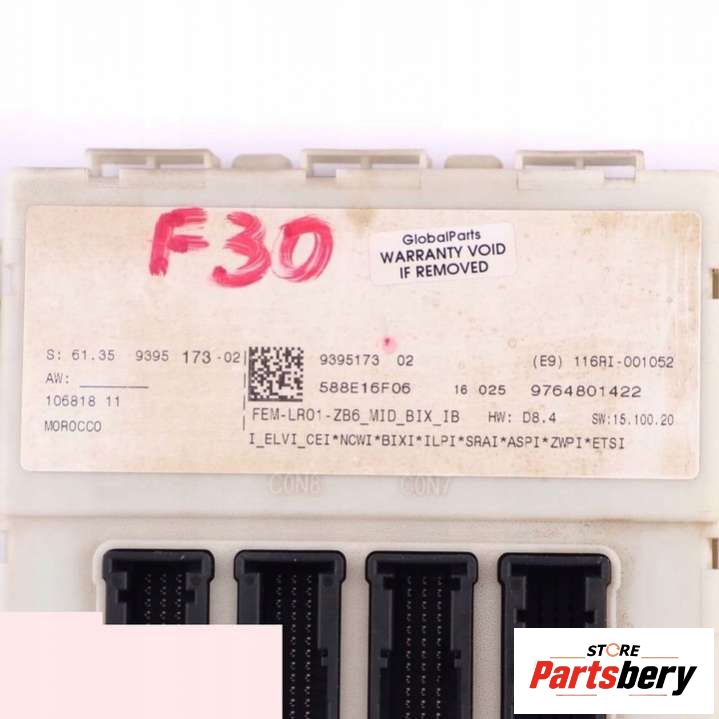 F30
GlobalParts
WARRANTY VOID
IF REMOVED
S: 61.35 9395 173-02
9395173 02
(E9) 116RI-001052
AW:
588E16F06
16 025
9764801422
106818 11
FEM-LR01-ZB6_MID_BIX_IB
HW: D8.4
SW:15.100.20
MOROCCO
I_ELVI_CEI*NCWI*BIXI*ILPI*SRAI*ASPI*ZWPI*ETSI
CON8
CON7
STORE
Partsbery